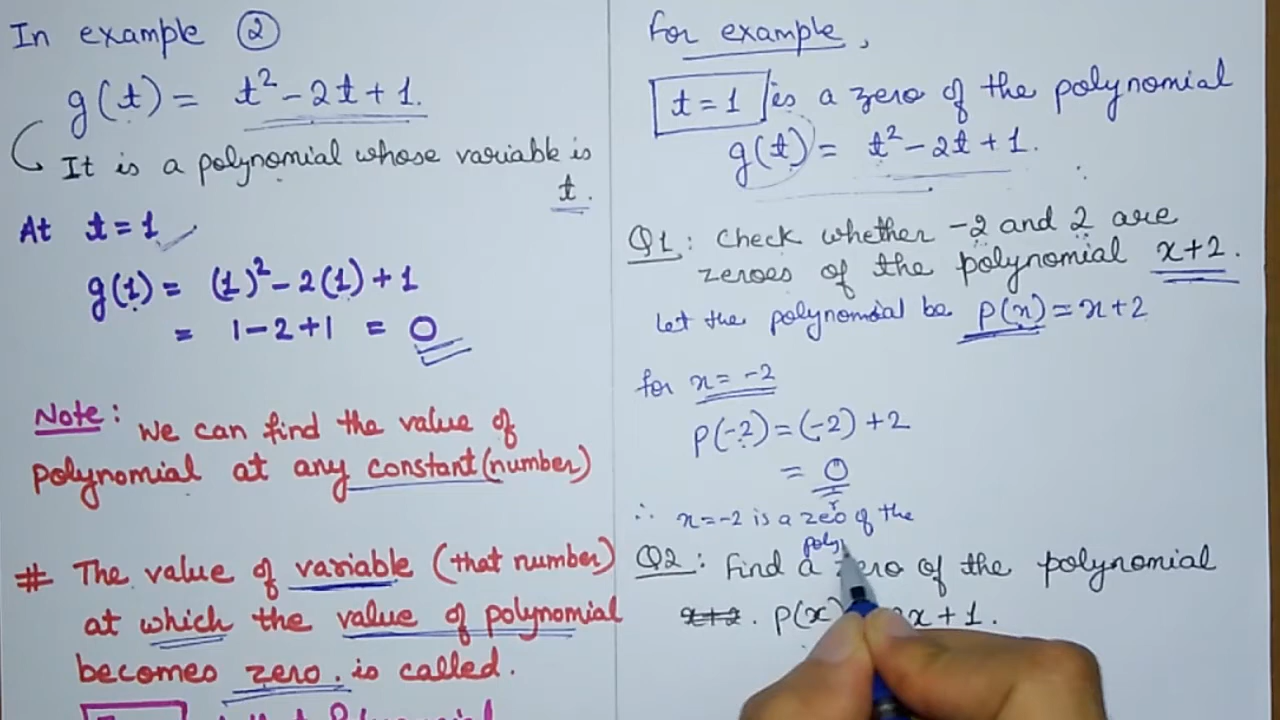 In example ②
g(t) = t² - 2t + 1.
It is a polynomial whose variable is
t.
At t = 1
g(1) = (1)² - 2(1) + 1
= 1 - 2 + 1 = 0
Note: We can find the value of
polynomial at any constant (number)
# The value of variable (that number)
at which the value of polynomial
becomes zero. is called.
For example,
t = 1 is a zero of the polynomial
g(t) = t² - 2t + 1.
Q1: Check whether -2 and 2 are
zeroes of the polynomial x+2.
Let the polynomial be p(x) = x + 2
for x = -2
P(-2) = (-2) + 2
= 0
∴ x = -2 is a zero of the
poly
Q2: Find a zero of the polynomial
x+2. P(x) x + 1.